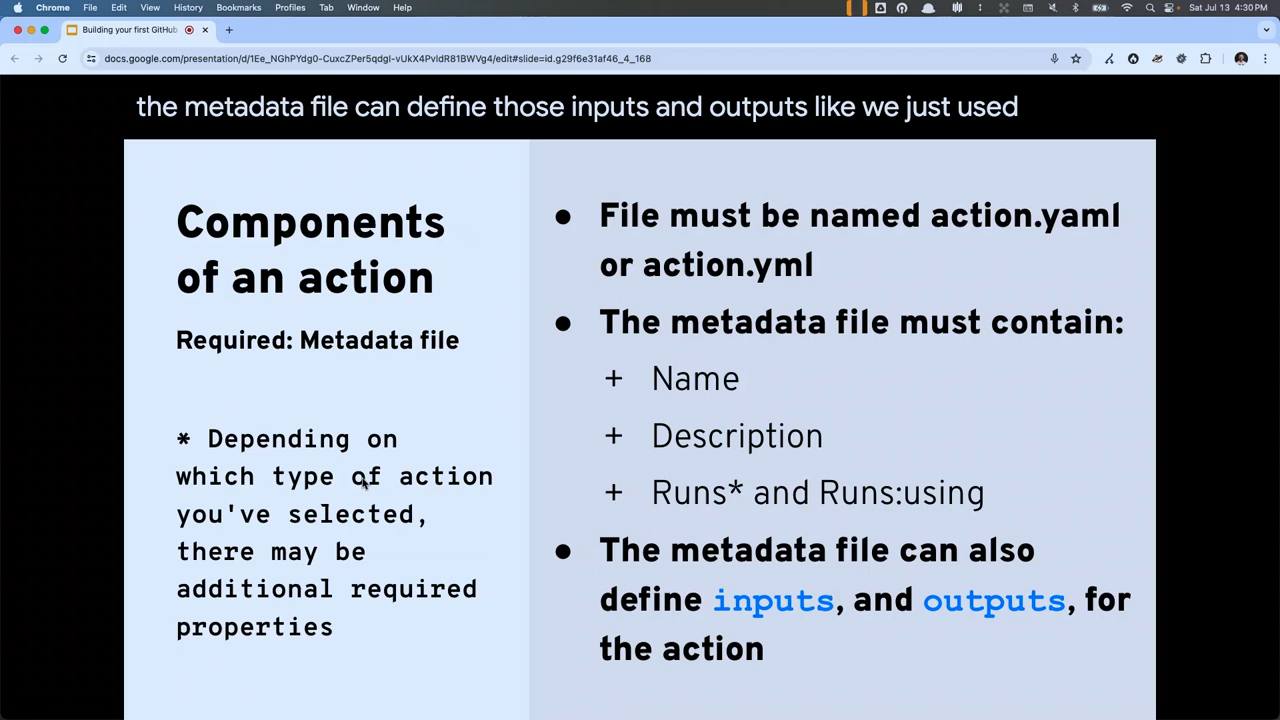 Chrome File Edit View History Bookmarks Profiles Tab Window Help Sat Jul 13 4:30 PM
Building your first GitHub
docs.google.com/presentation/d/1Ee_NGhPYdg0-CuxcZPer5qdgI-vUkX4PvldR81BWVg4/edit#slide=id.g29f6e31af46_4_168
the metadata file can define those inputs and outputs like we just used
Components
of an action
Required: Metadata file
* Depending on
which type of action
you've selected,
there may be
additional required
properties
● File must be named action.yaml
or action.yml
● The metadata file must contain:
+ Name
+ Description
+ Runs* and Runs:using
● The metadata file can also
define inputs, and outputs, for
the action